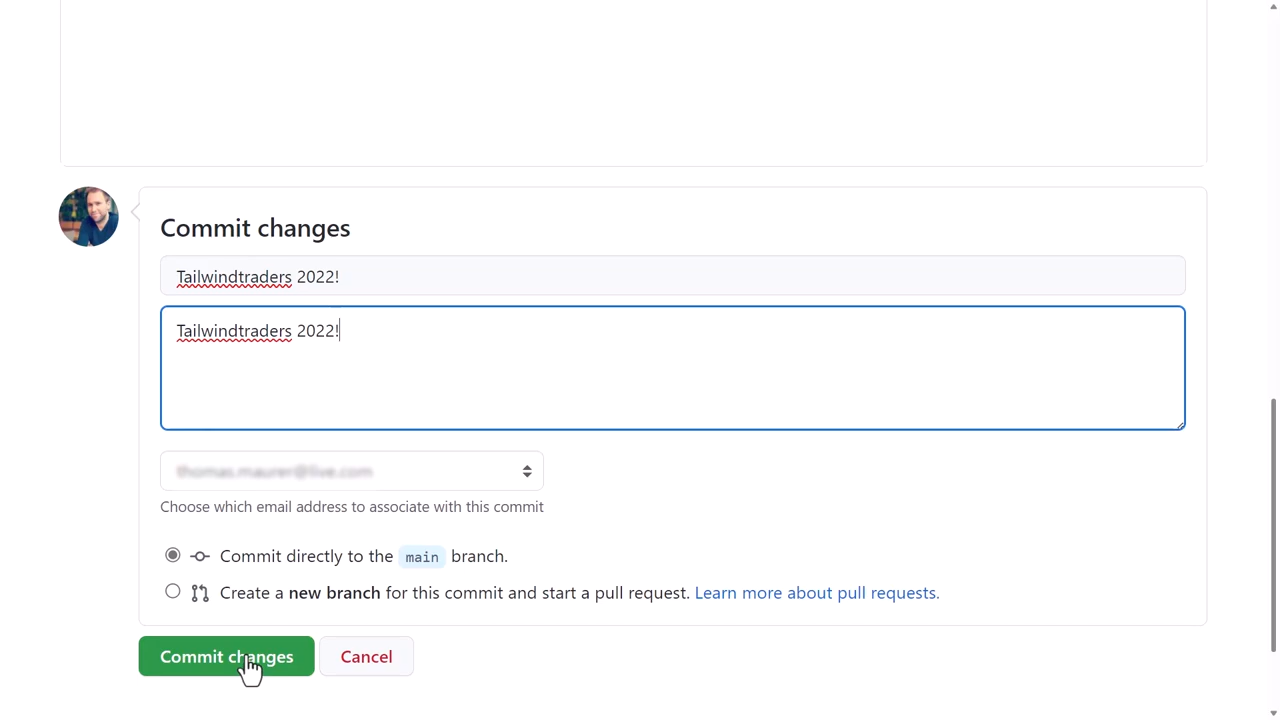 Commit changes
Tailwindtraders 2022!
Tailwindtraders 2022!
Choose which email address to associate with this commit
Commit directly to the main branch.
Create a new branch for this commit and start a pull request. Learn more about pull requests.
Commit changes Cancel